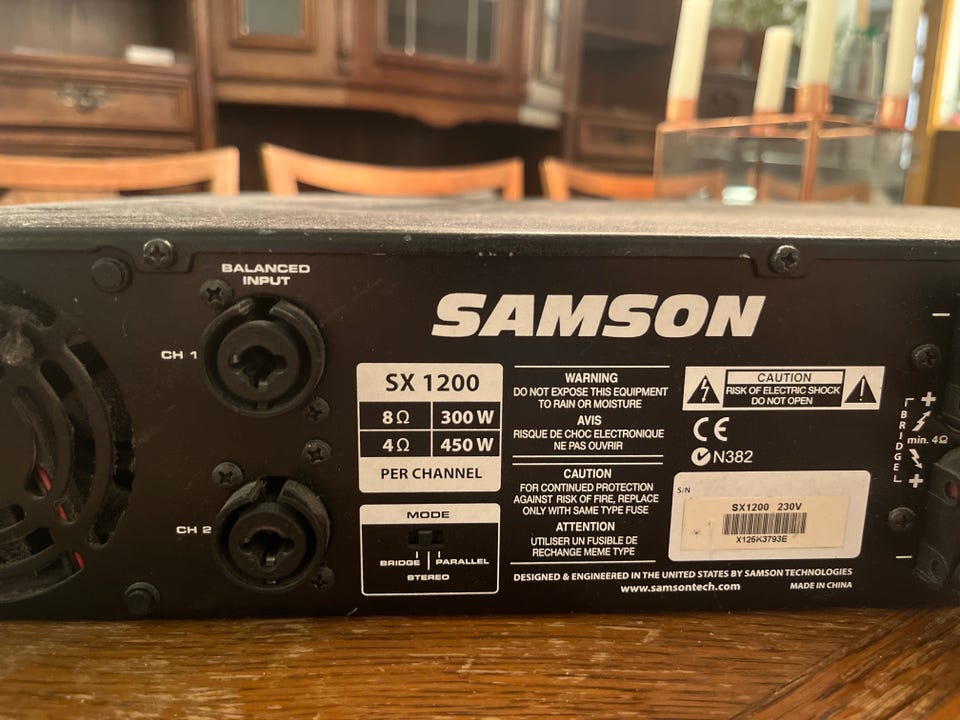 BALANCED
INPUT
CH 1
CH 2
SAMSON
SX 1200
8Ω 300 W
4Ω 450 W
PER CHANNEL
MODE
BRIDGE PARALLEL
STEREO
WARNING
DO NOT EXPOSE THIS EQUIPMENT
TO RAIN OR MOISTURE
AVIS
RISQUE DE CHOC ELECTRONIQUE
NE PAS OUVRIR
CAUTION
FOR CONTINUED PROTECTION
AGAINST RISK OF FIRE, REPLACE
ONLY WITH SAME TYPE FUSE
ATTENTION
UTILISER UN FUSIBLE DE
RECHANGE MEME TYPE
CAUTION
RISK OF ELECTRIC SHOCK
DO NOT OPEN
CE
N382
S/N
SX1200 230V
X125K3793E
DESIGNED & ENGINEERED IN THE UNITED STATES BY SAMSON TECHNOLOGIES
www.samsontech.com MADE IN CHINA
BRIDGE
+
min. 4Ω
+